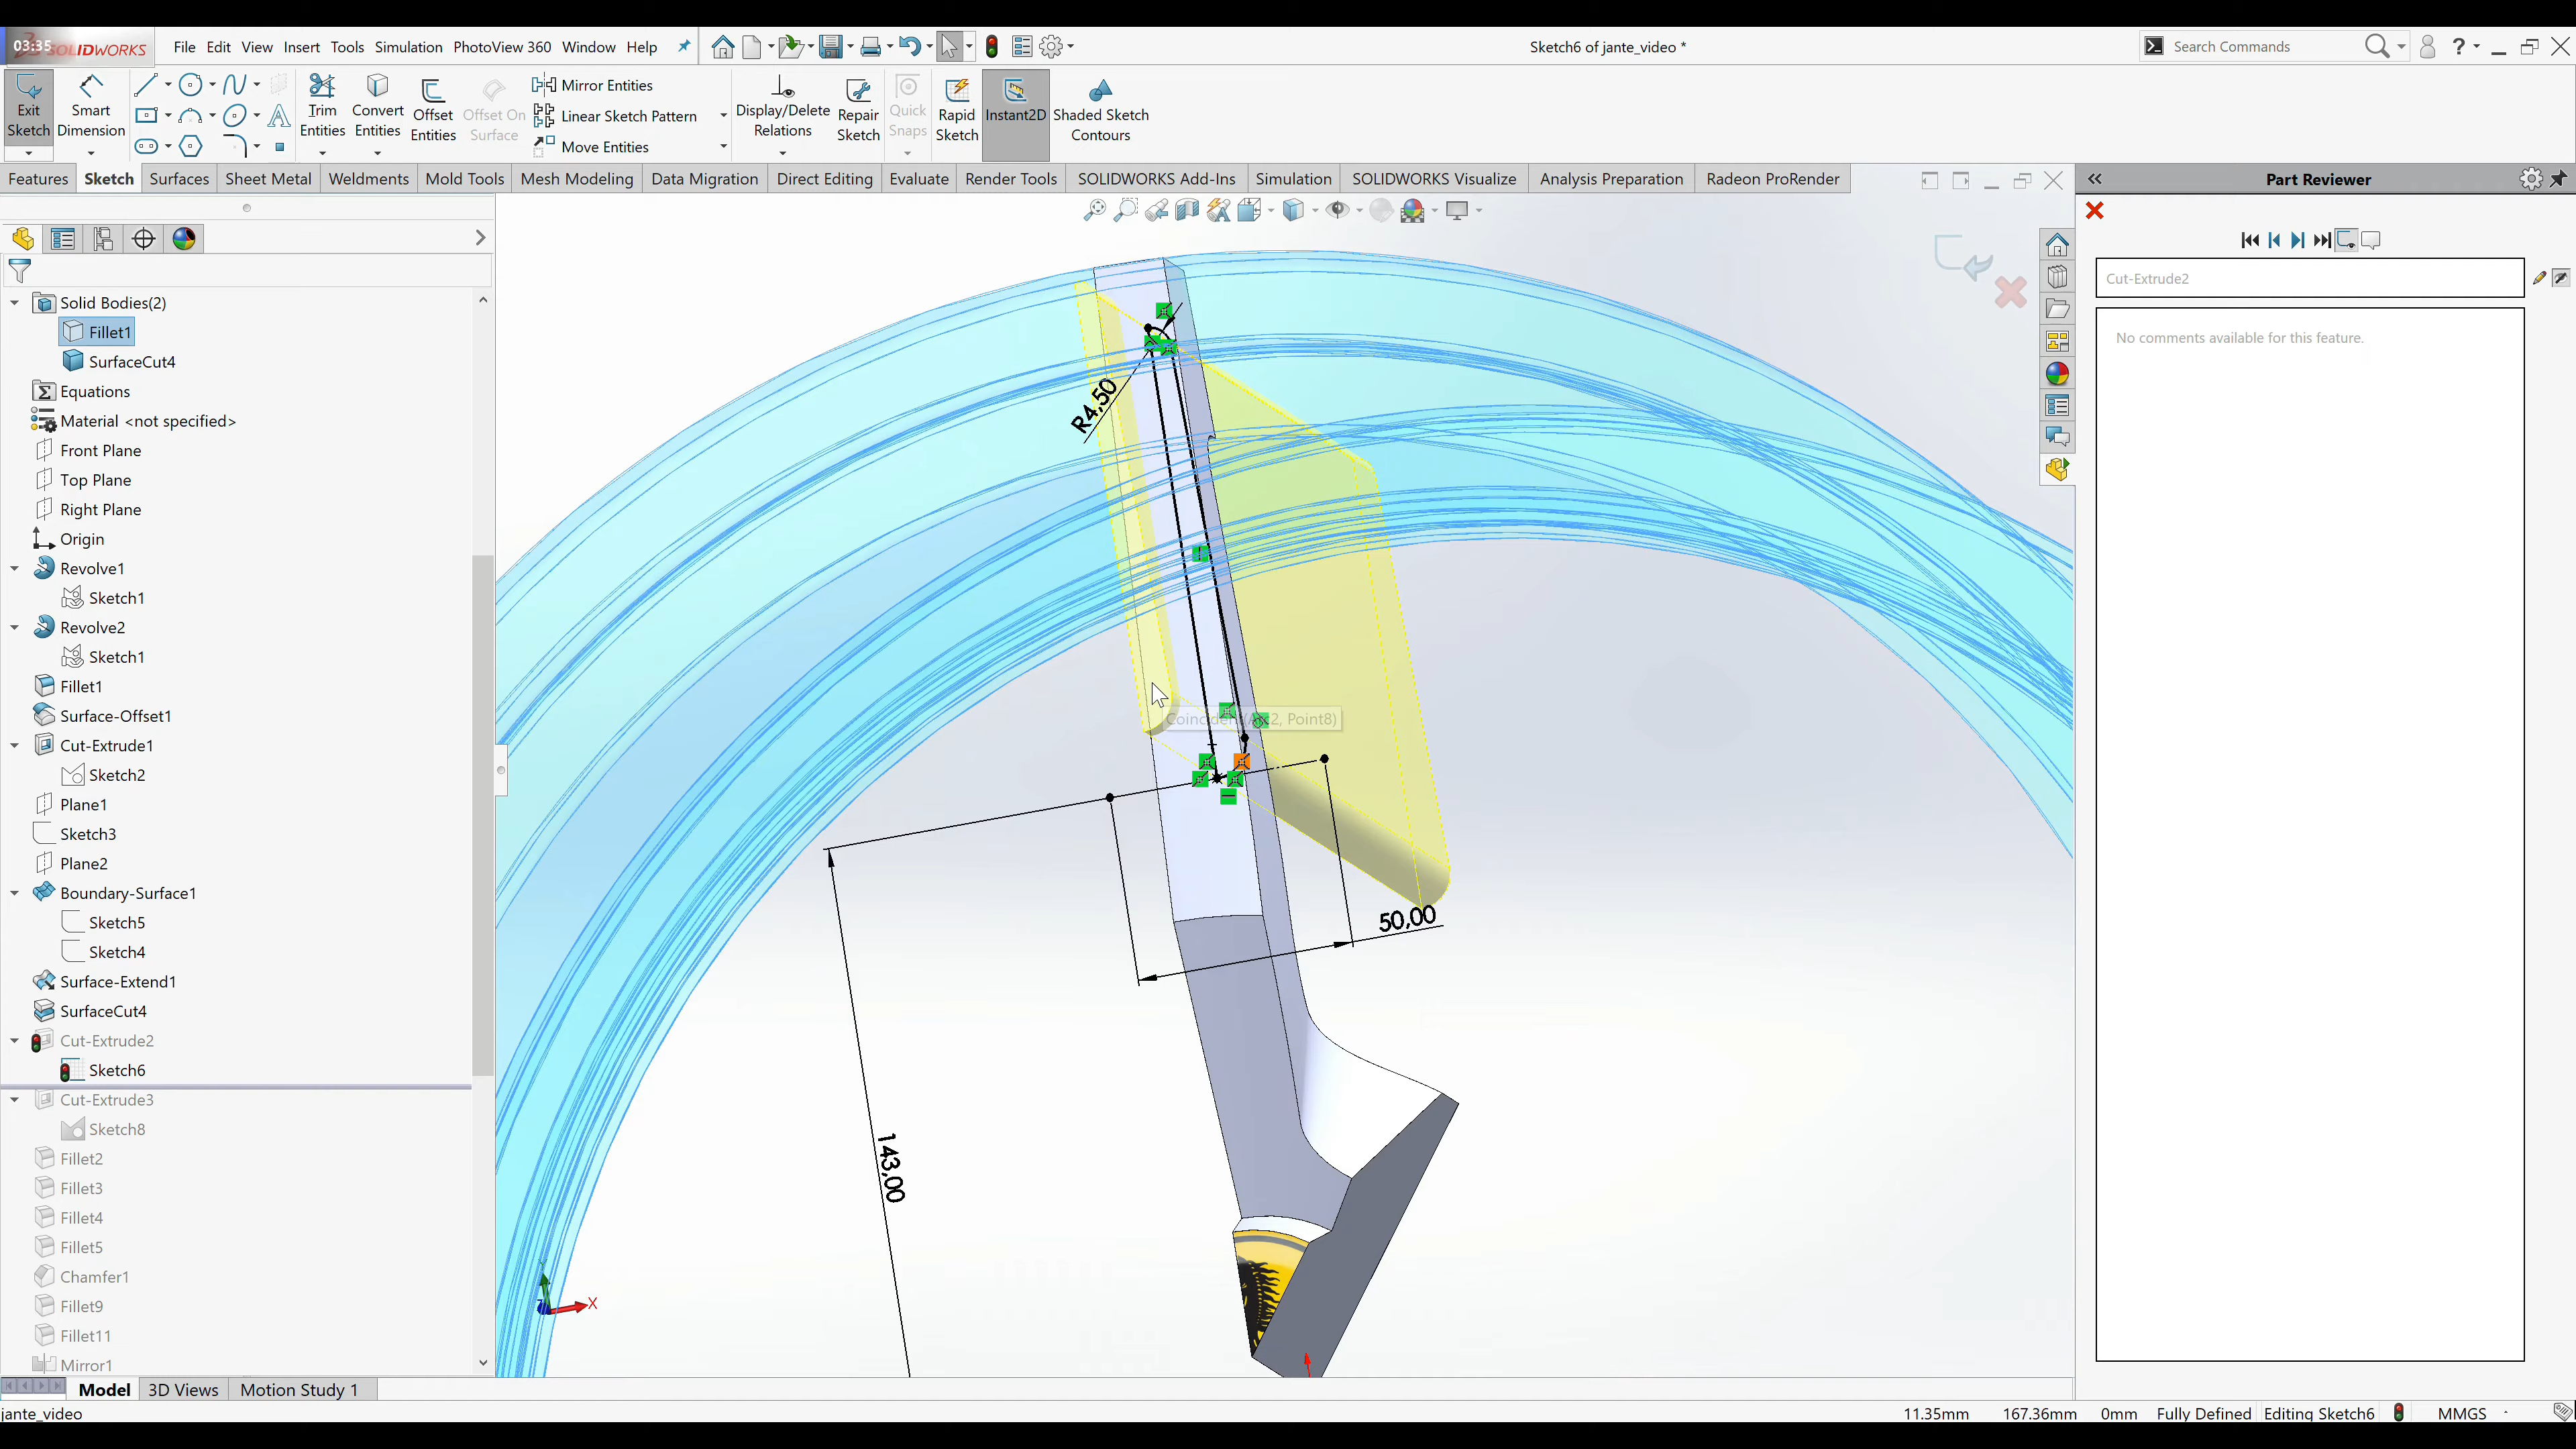 03:35
SOLIDWORKS
File Edit View Insert Tools Simulation PhotoView 360 Window Help
Sketch6 of jante_video *
Search Commands
Exit Sketch
Smart Dimension
Trim Entities
Convert Entities
Offset Entities
Offset On Surface
Mirror Entities
Linear Sketch Pattern
Move Entities
Display/Delete Relations
Repair Sketch
Quick Snaps
Rapid Sketch
Instant2D
Shaded Sketch Contours
Features Sketch Surfaces Sheet Metal Weldments Mold Tools Mesh Modeling Data Migration Direct Editing Evaluate Render Tools SOLIDWORKS Add-Ins Simulation SOLIDWORKS Visualize Analysis Preparation Radeon ProRender
Part Reviewer
Cut-Extrude2
No comments available for this feature.
Solid Bodies(2)
Fillet1
SurfaceCut4
Equations
Material <not specified>
Front Plane
Top Plane
Right Plane
Origin
Revolve1
Sketch1
Revolve2
Sketch1
Fillet1
Surface-Offset1
Cut-Extrude1
Sketch2
Plane1
Sketch3
Plane2
Boundary-Surface1
Sketch5
Sketch4
Surface-Extend1
SurfaceCut4
Cut-Extrude2
Sketch6
Cut-Extrude3
Sketch8
Fillet2
Fillet3
Fillet4
Fillet5
Chamfer1
Fillet9
Fillet11
Mirror1
R4,50
Coincident(Arc2, Point8)
50,00
143,00
X
Model 3D Views Motion Study 1
jante_video
11.35mm 167.36mm 0mm Fully Defined Editing Sketch6 MMGS